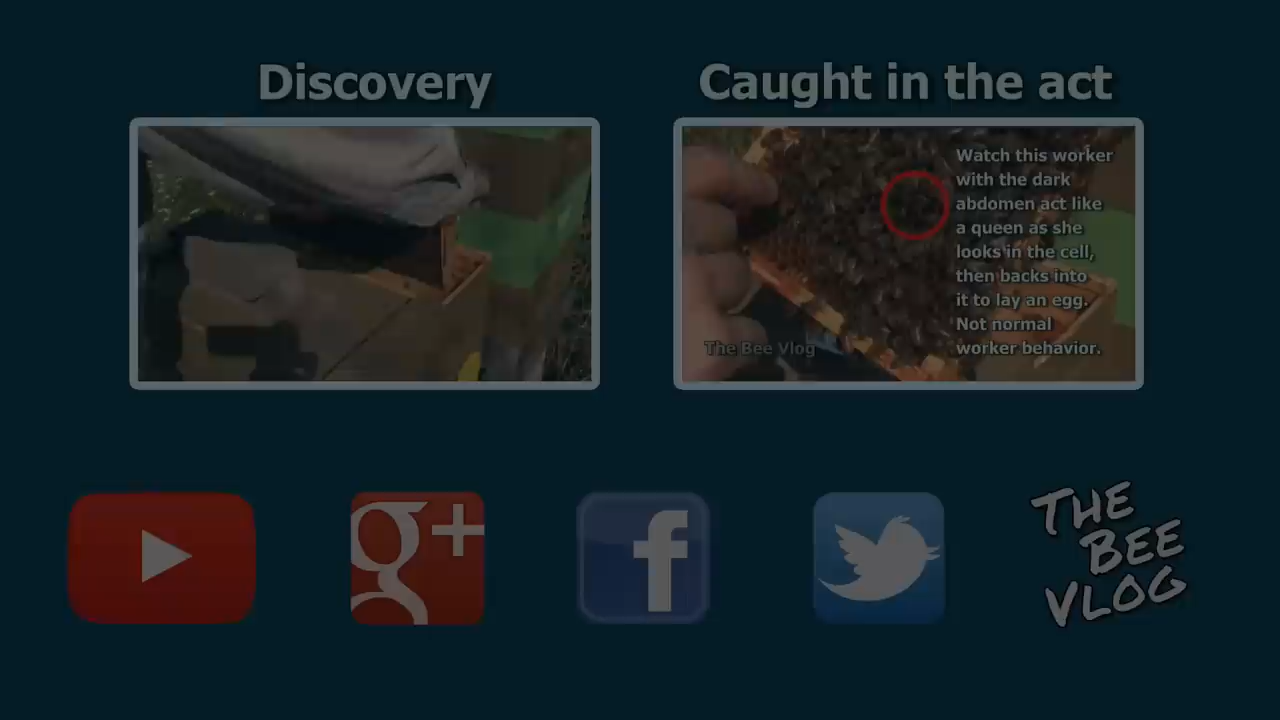 Discovery
Caught in the act
Watch this worker
with the dark
abdomen act like
a queen as she
looks in the cell,
then backs into
it to lay an egg.
Not normal
worker behavior.
The Bee Vlog
g+
f
THE
BEE
VLOG